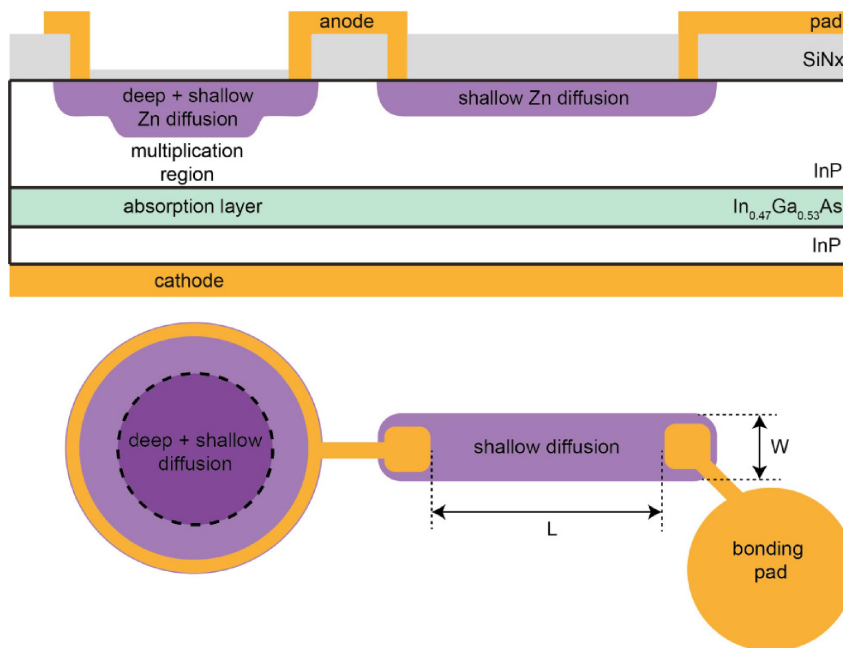 anode
pad
SiNx
deep + shallow
Zn diffusion
shallow Zn diffusion
multiplication
region
InP
absorption layer
In0.47Ga0.53As
InP
cathode
deep + shallow
diffusion
shallow diffusion
W
L
bonding
pad